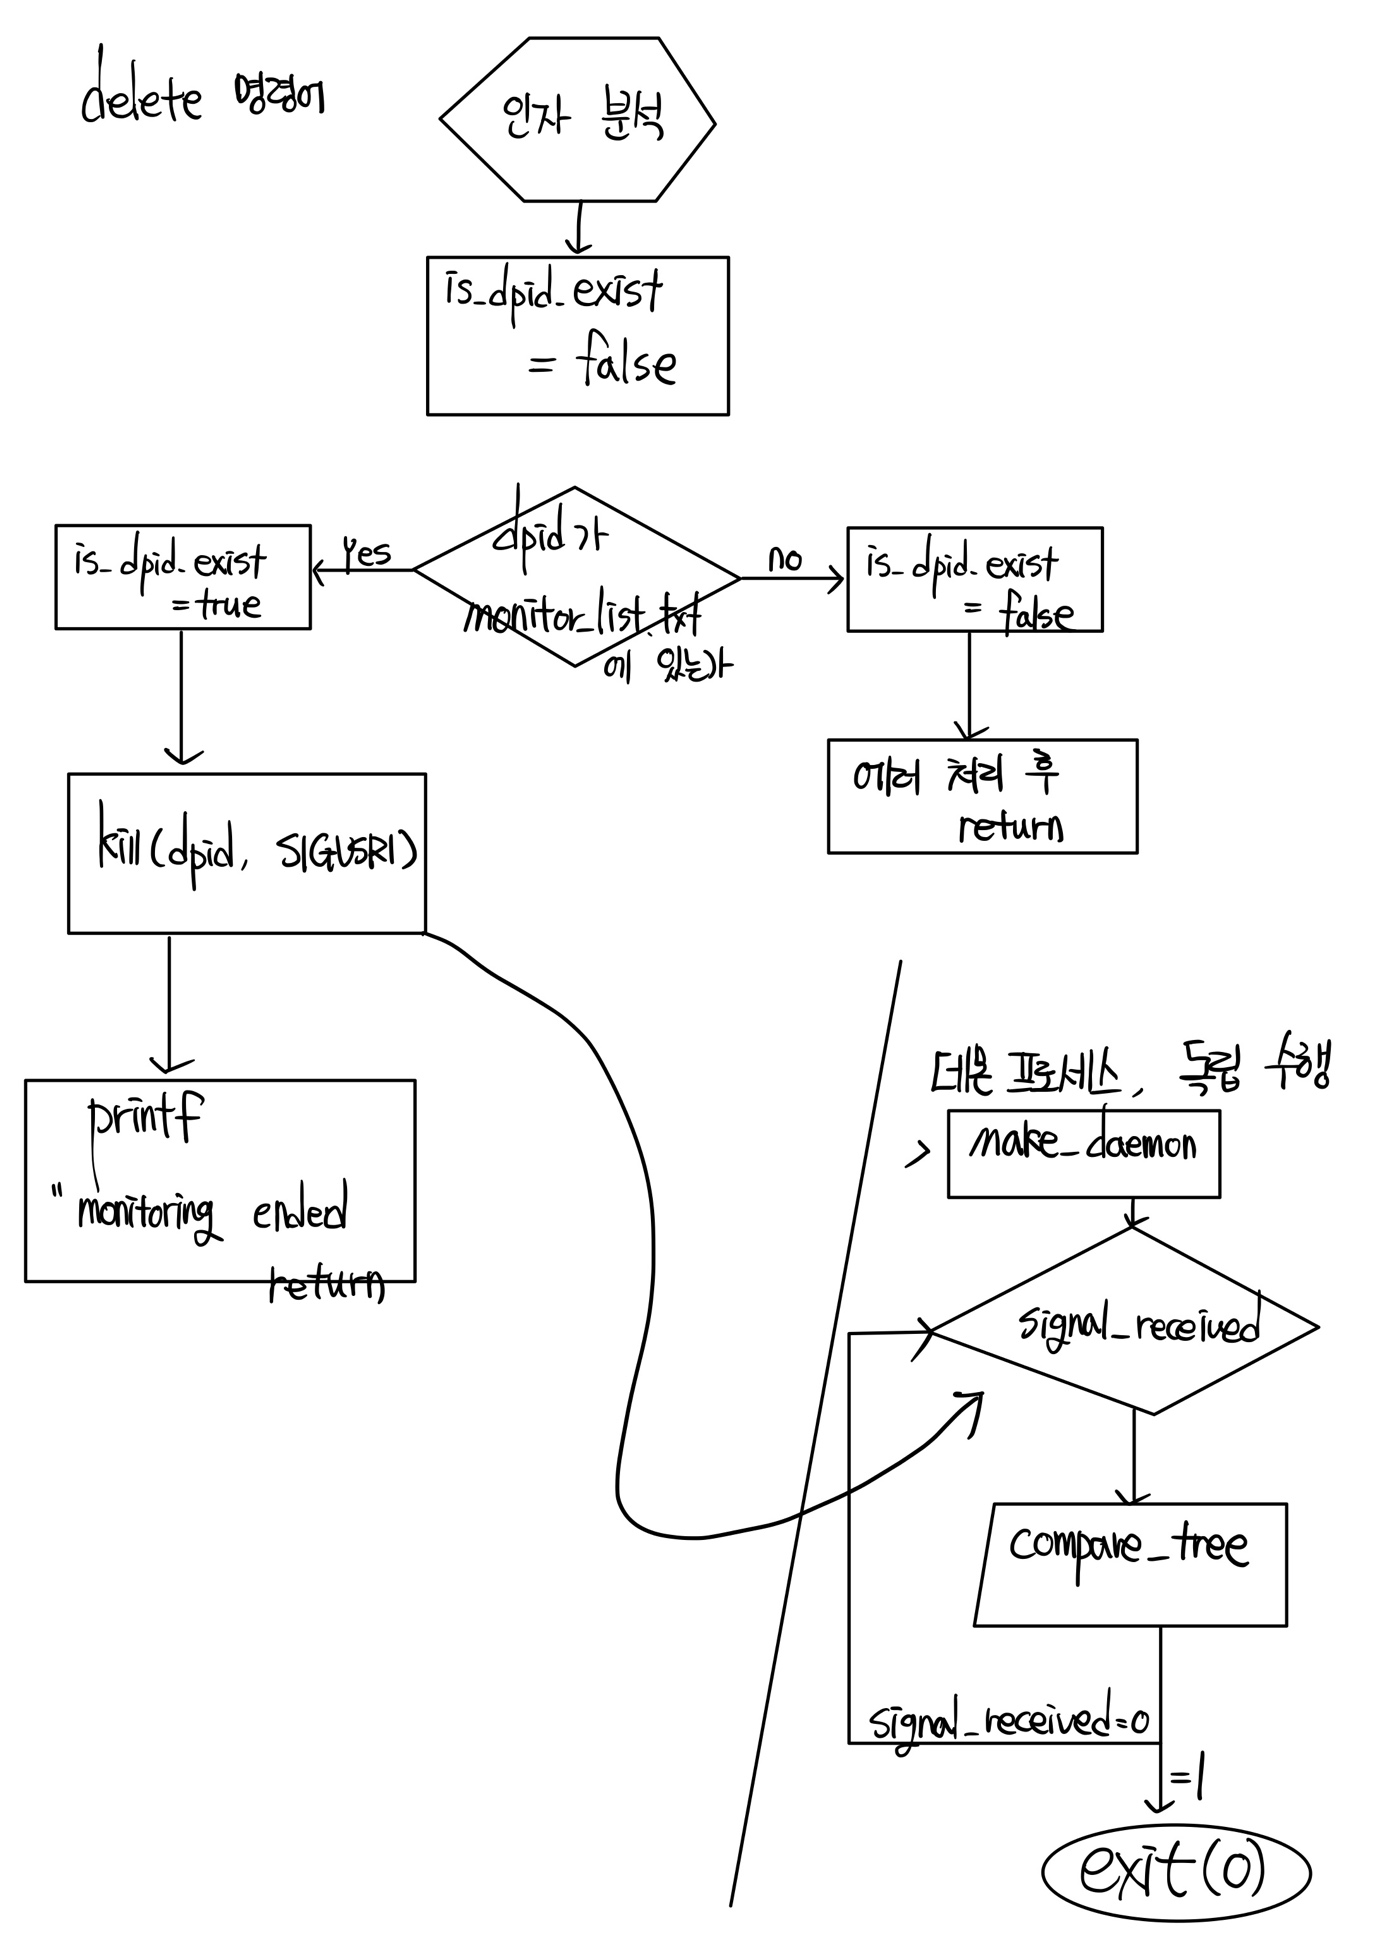 delete 명령어
인자 분석
is_dpid_exist
= false
dpid가
monitor_list.txt
에 있는가
Yes
is_dpid_exist
=true
no
is_dpid_exist
= false
에러 처리 후
return
kill(dpid, SIGUSR1)
printf
" monitoring ended
return
데몬 프로세스, 독립 수행
make_daemon
signal_received
compare_tree
signal_received=0
=1
exit(0)